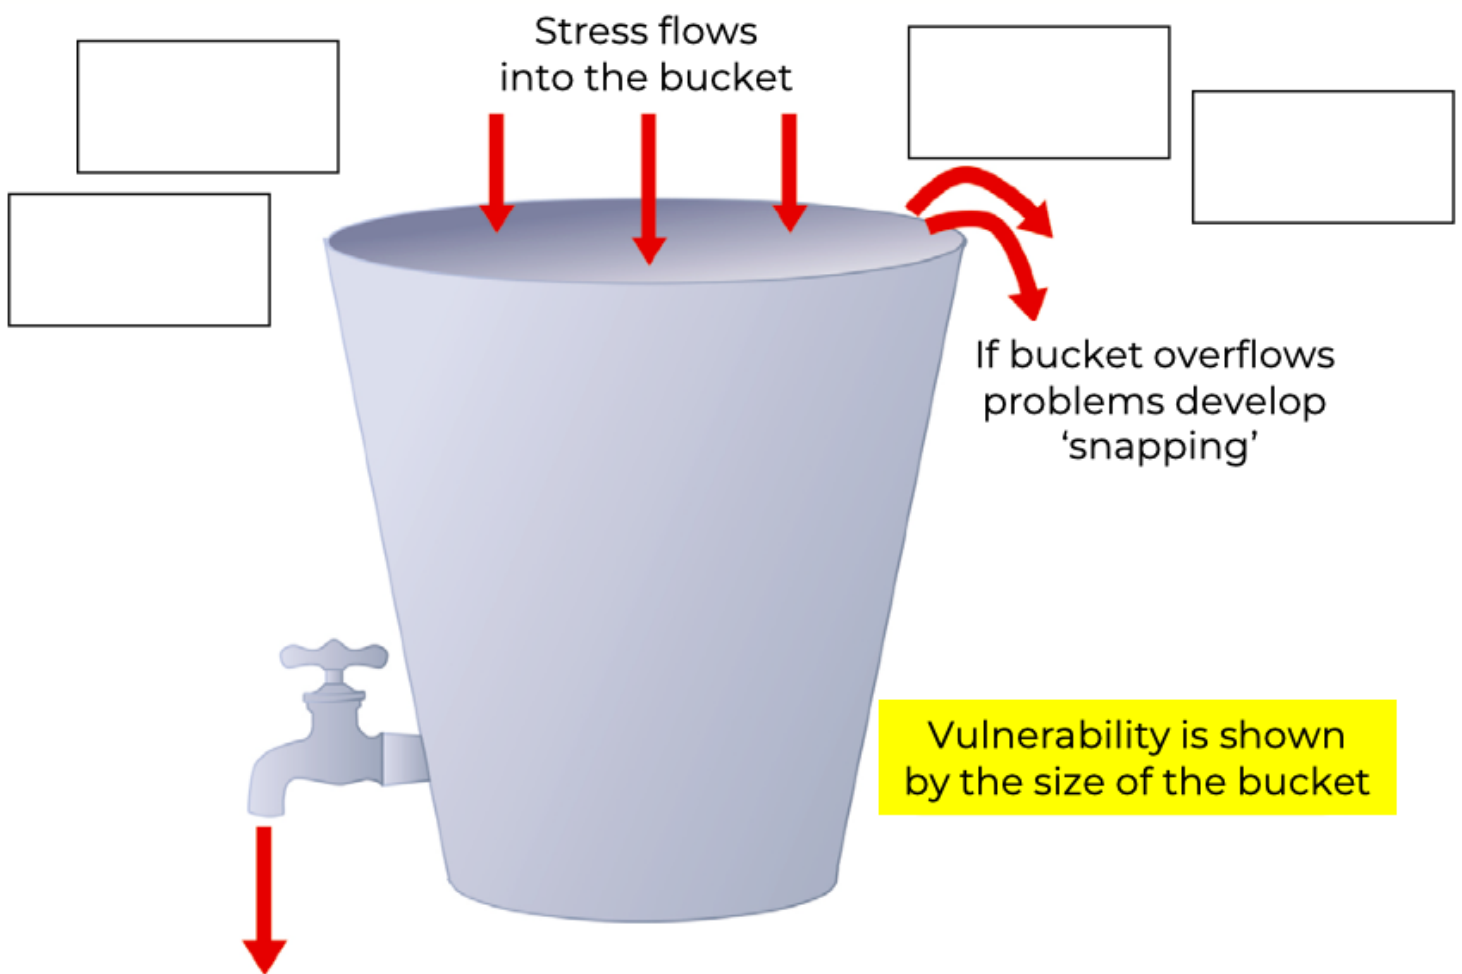 Stress flows
into the bucket
If bucket overflows
problems develop
‘snapping’
Vulnerability is shown
by the size of the bucket